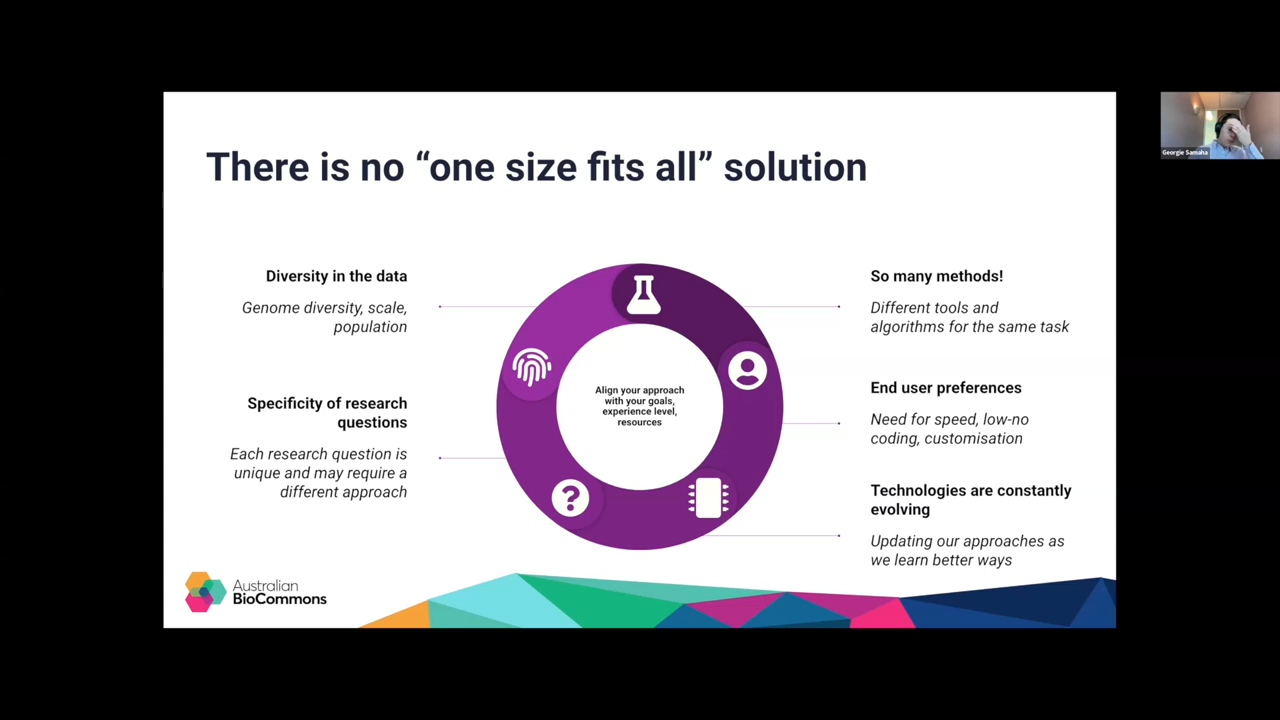 There is no “one size fits all” solution
Diversity in the data
Genome diversity, scale,
population
Specificity of research
questions
Each research question is
unique and may require a
different approach
Align your approach
with your goals,
experience level,
resources
?
So many methods!
Different tools and
algorithms for the same task
End user preferences
Need for speed, low-no
coding, customisation
Technologies are constantly
evolving
Updating our approaches as
we learn better ways
Australian
BioCommons
Georgie Samaha